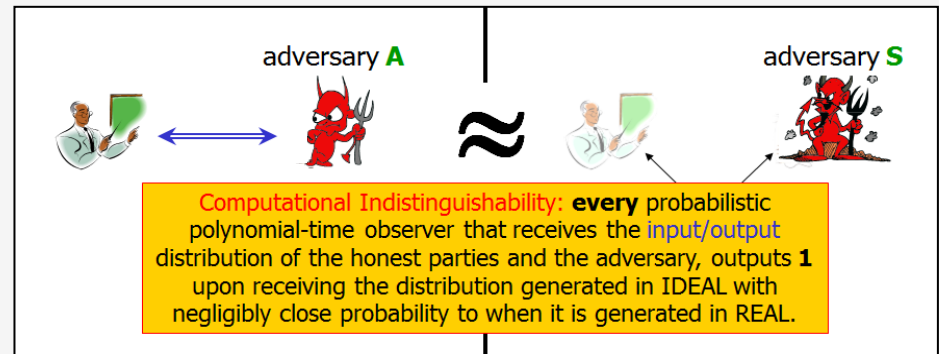 adversary A
adversary S
≈
Computational Indistinguishability: every probabilistic
polynomial-time observer that receives the input/output
distribution of the honest parties and the adversary, outputs 1
upon receiving the distribution generated in IDEAL with
negligibly close probability to when it is generated in REAL.